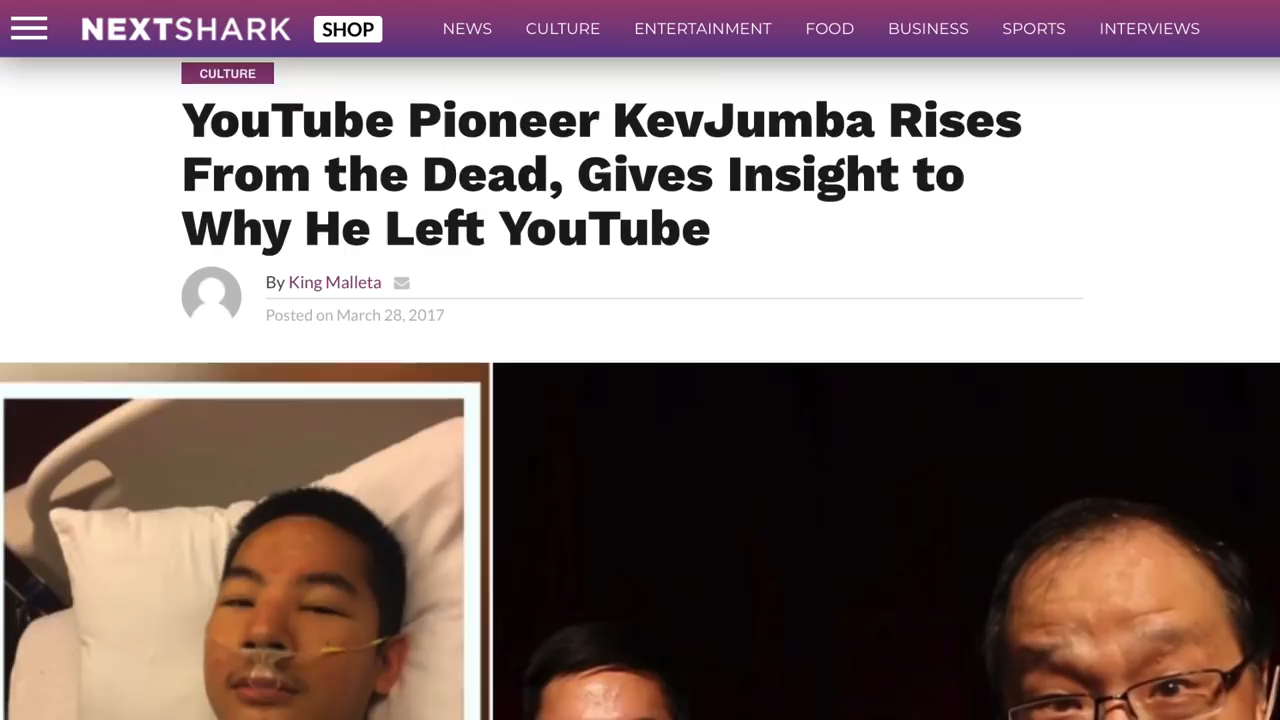 NEXTSHARK SHOP NEWS CULTURE ENTERTAINMENT FOOD BUSINESS SPORTS INTERVIEWS
CULTURE
YouTube Pioneer KevJumba Rises
From the Dead, Gives Insight to
Why He Left YouTube
By King Malleta
Posted on March 28, 2017